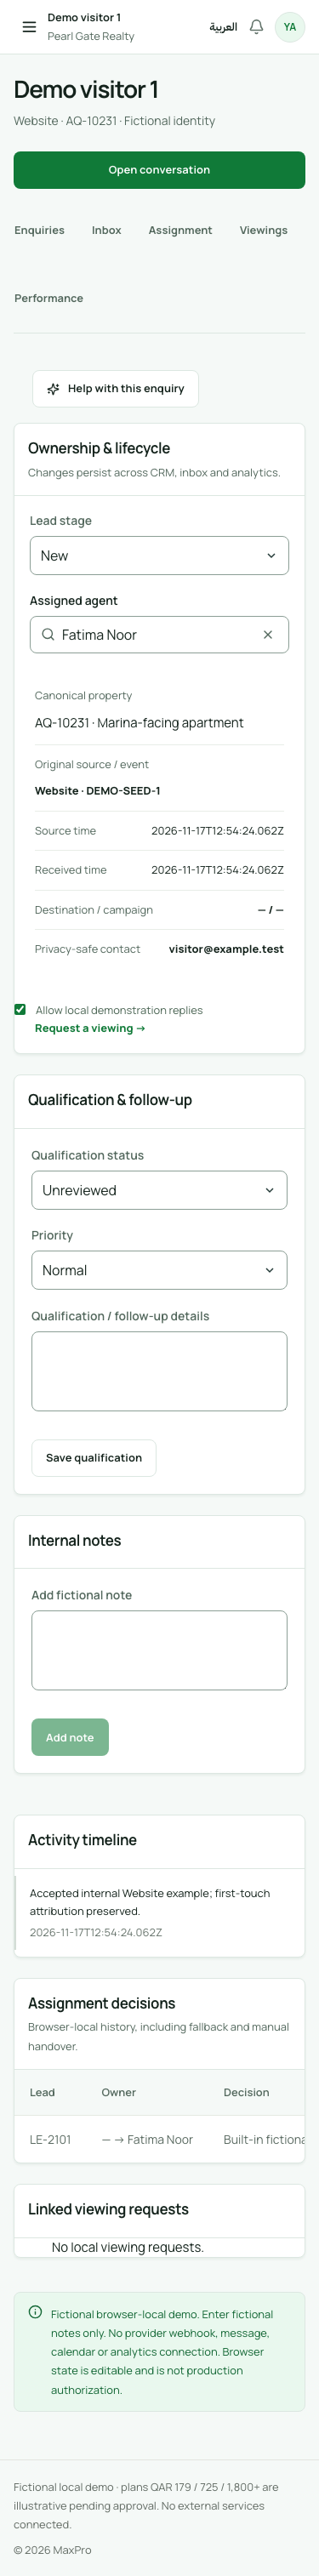 Demo visitor 1
Pearl Gate Realty
العربية
YA
Demo visitor 1
Website · AQ-10231 · Fictional identity
Open conversation
Enquiries Inbox Assignment Viewings
Performance
Help with this enquiry
Ownership & lifecycle
Changes persist across CRM, inbox and analytics.
Lead stage
New
Assigned agent
Fatima Noor
Canonical property
AQ-10231 · Marina-facing apartment
Original source / event
Website · DEMO-SEED-1
Source time 2026-11-17T12:54:24.062Z
Received time 2026-11-17T12:54:24.062Z
Destination / campaign — / —
Privacy-safe contact visitor@example.test
Allow local demonstration replies
Request a viewing →
Qualification & follow-up
Qualification status
Unreviewed
Priority
Normal
Qualification / follow-up details
Save qualification
Internal notes
Add fictional note
Add note
Activity timeline
Accepted internal Website example; first-touch
attribution preserved.
2026-11-17T12:54:24.062Z
Assignment decisions
Browser-local history, including fallback and manual
handover.
Lead Owner Decision
LE-2101 — → Fatima Noor Built-in fictiona
Linked viewing requests
No local viewing requests.
Fictional browser-local demo. Enter fictional
notes only. No provider webhook, message,
calendar or analytics connection. Browser
state is editable and is not production
authorization.
Fictional local demo · plans QAR 179 / 725 / 1,800+ are
illustrative pending approval. No external services
connected.
© 2026 MaxPro